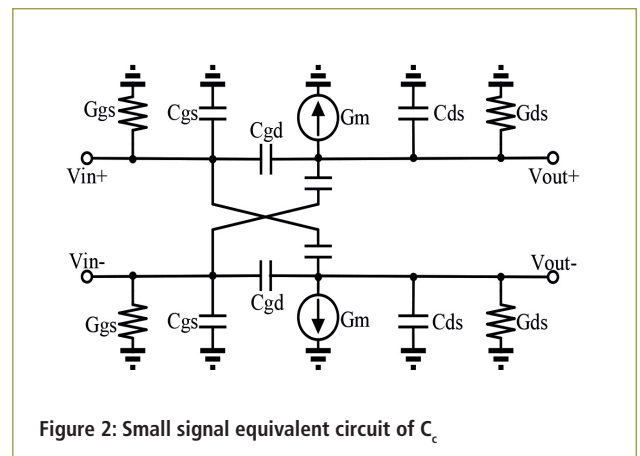 Ggs
Cgs
Cgd
Gm
Cds
Gds
Vin+
Vout+
Vin-
Vout-
Ggs
Cgs
Cgd
Gm
Cds
Gds
Figure 2: Small signal equivalent circuit of Cc